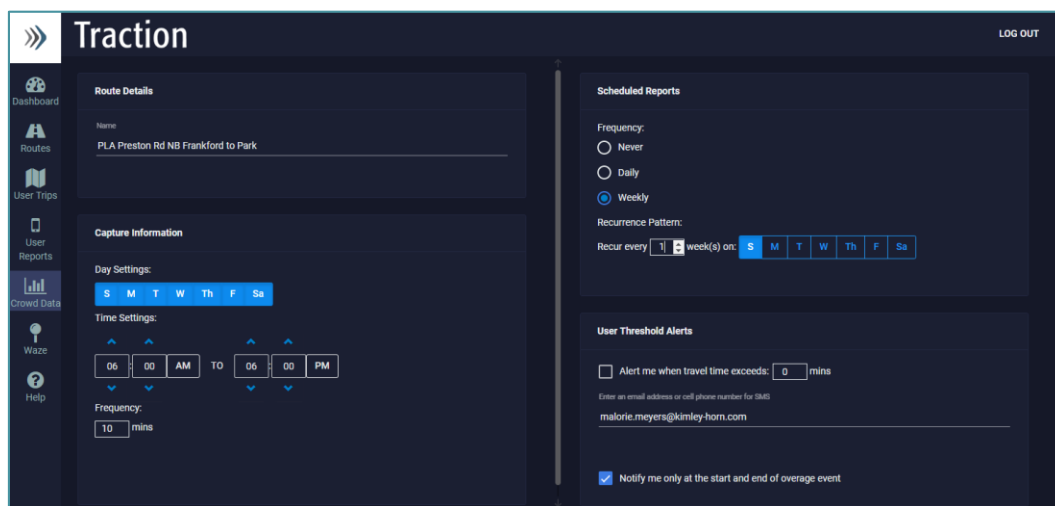 Traction
LOG OUT
Dashboard
Routes
User Trips
User
Reports
Crowd Data
Waze
Help
Route Details
Name
PLA Preston Rd NB Frankford to Park
Capture Information
Day Settings:
S M T W Th F Sa
Time Settings:
06 : 00 AM TO 06 : 00 PM
Frequency:
10 mins
Scheduled Reports
Frequency:
Never
Daily
Weekly
Recurrence Pattern:
Recur every 1 week(s) on: S M T W Th F Sa
User Threshold Alerts
Alert me when travel time exceeds: 0 mins
Enter an email address or cell phone number for SMS
malorie.meyers@kimley-horn.com
Notify me only at the start and end of overage event